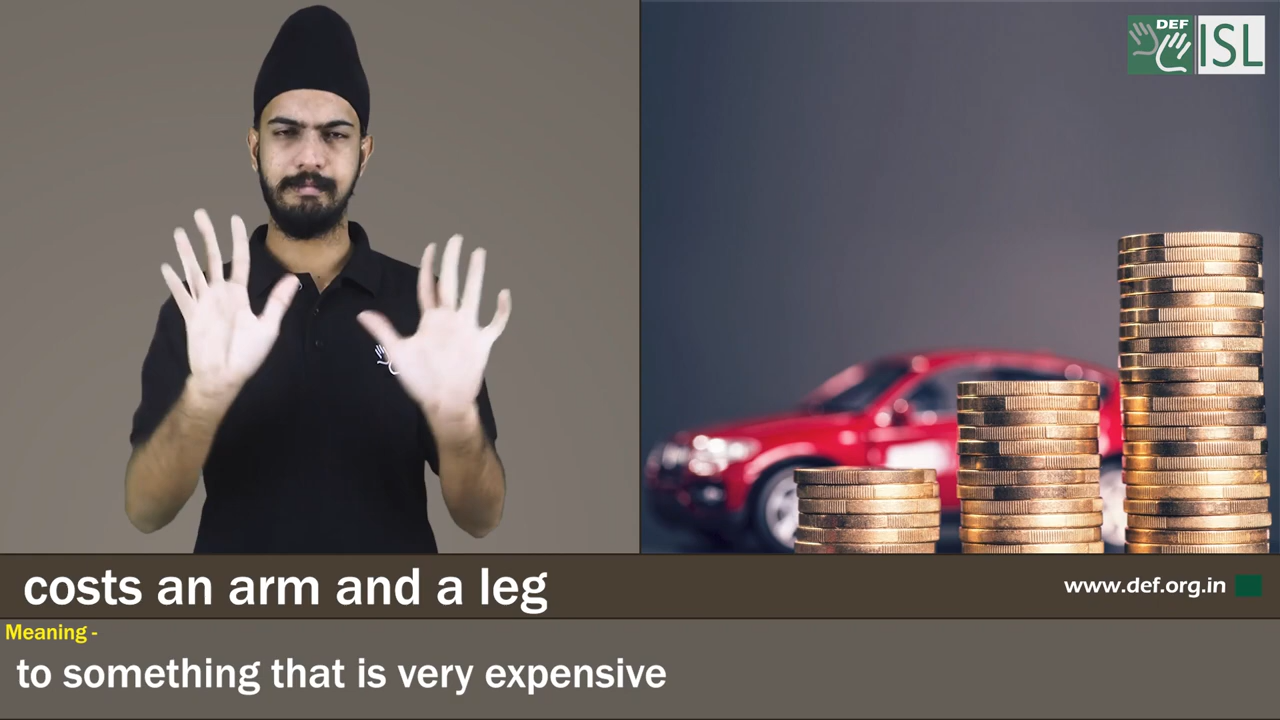 DEF
ISL
costs an arm and a leg
www.def.org.in
Meaning -
to something that is very expensive